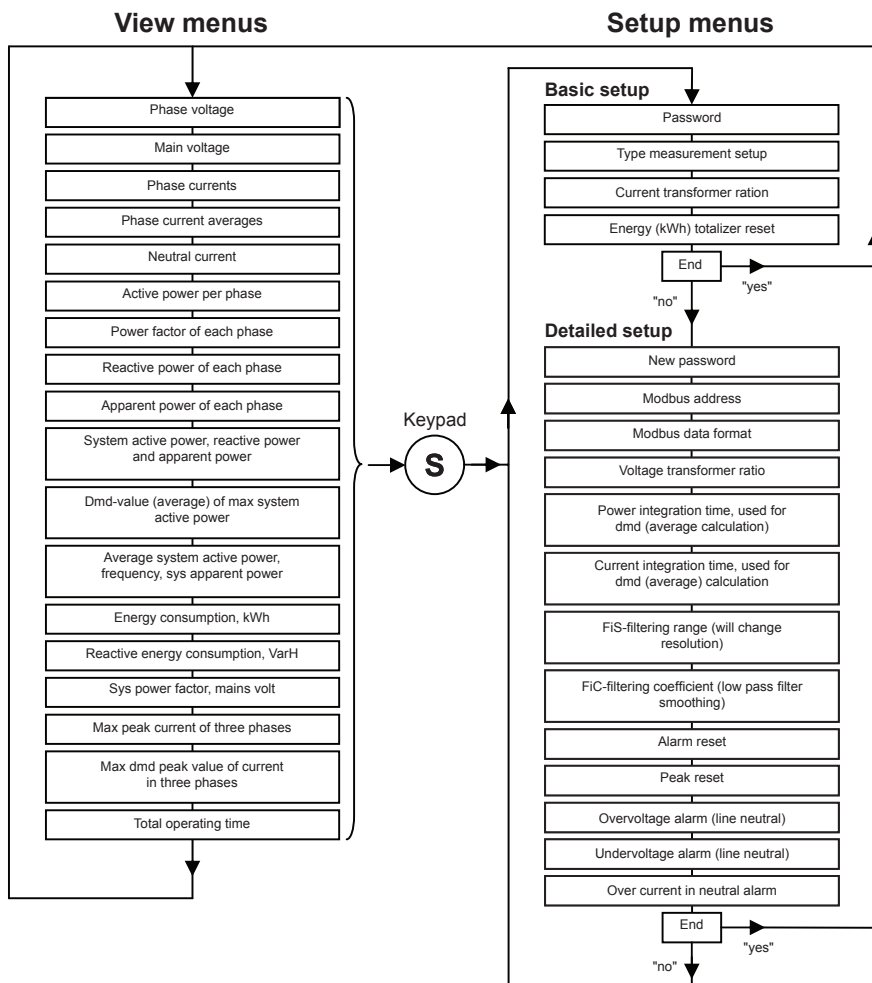 View menus
Phase voltage
Main voltage
Phase currents
Phase current averages
Neutral current
Active power per phase
Power factor of each phase
Reactive power of each phase
Apparent power of each phase
System active power, reactive power
and apparent power
Dmd-value (average) of max system
active power
Average system active power,
frequency, sys apparent power
Energy consumption, kWh
Reactive energy consumption, VarH
Sys power factor, mains volt
Max peak current of three phases
Max dmd peak value of current
in three phases
Total operating time
Keypad
S
Setup menus
Basic setup
Password
Type measurement setup
Current transformer ration
Energy (kWh) totalizer reset
End
"yes"
"no"
Detailed setup
New password
Modbus address
Modbus data format
Voltage transformer ratio
Power integration time, used for
dmd (average calculation)
Current integration time, used for
dmd (average) calculation
FiS-filtering range (will change
resolution)
FiC-filtering coefficient (low pass filter
smoothing)
Alarm reset
Peak reset
Overvoltage alarm (line neutral)
Undervoltage alarm (line neutral)
Over current in neutral alarm
End
"yes"
"no"